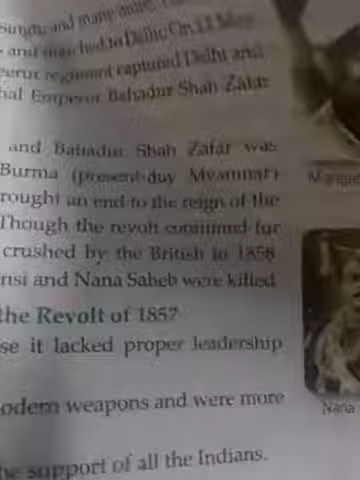 and marched to Delhi. On 11 May
regiment captured Delhi and
Emperor Bahadur Shah Zafar
and Bahadur Shah Zafar was
Burma (present-day Myanmar)
rought an end to the reign of the
Though the revolt continued for
crushed by the British in 1858
nsi and Nana Saheb were killed
the Revolt of 1857
se it lacked proper leadership
odern weapons and were more
he support of all the Indians.
Mangal
Nana